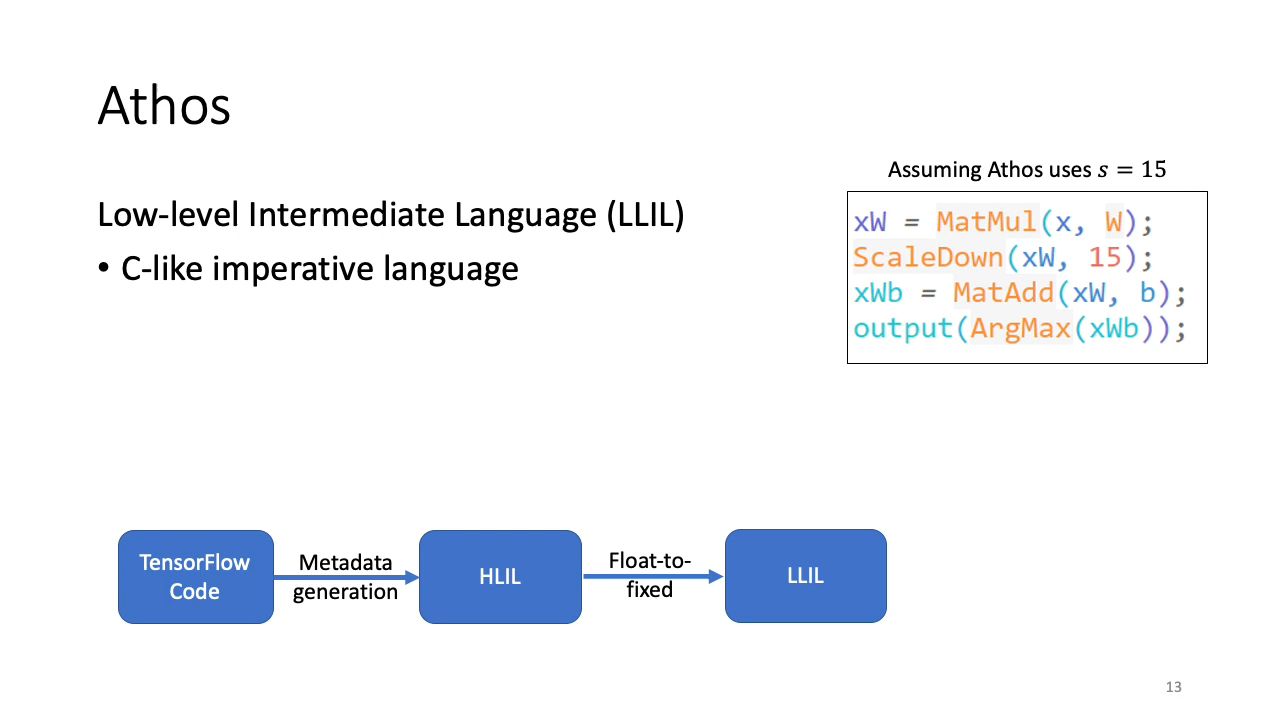 Athos
Assuming Athos uses 𝑠 = 15
Low-level Intermediate Language (LLIL)
• C-like imperative language
xW = MatMul(x, W);
ScaleDown(xW, 15);
xWb = MatAdd(xW, b);
output(ArgMax(xWb));
TensorFlow
Code
Metadata
generation
HLIL
Float-to-
fixed
LLIL
13